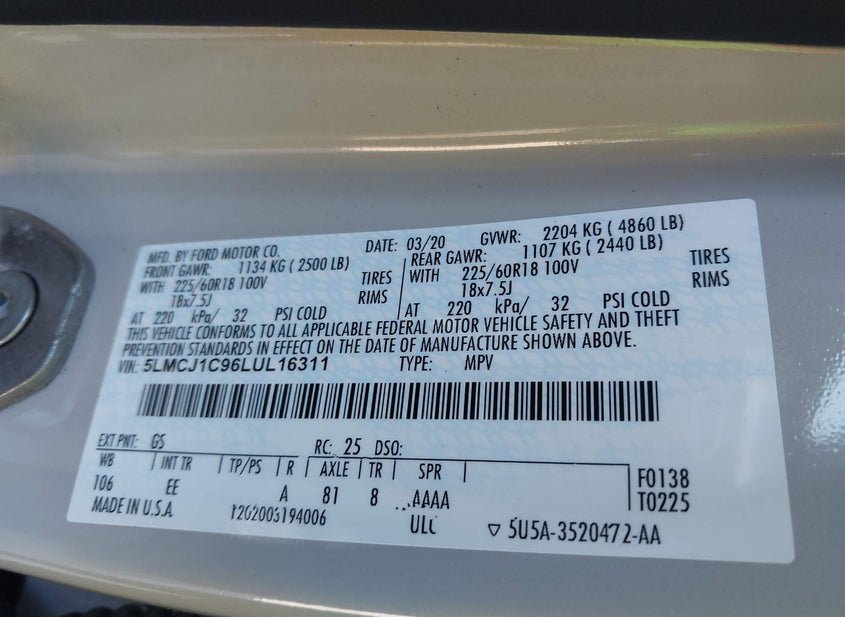 MFD. BY FORD MOTOR CO. DATE: 03/20 GVWR: 2204 KG ( 4860 LB)
FRONT GAWR: 1134 KG ( 2500 LB) REAR GAWR: 1107 KG ( 2440 LB)
WITH 225/60R18 100V TIRES WITH 225/60R18 100V TIRES
18x7.5J RIMS 18x7.5J RIMS
AT 220 kPa/ 32 PSI COLD AT 220 kPa/ 32 PSI COLD
THIS VEHICLE CONFORMS TO ALL APPLICABLE FEDERAL MOTOR VEHICLE SAFETY AND THEFT
PREVENTION STANDARDS IN EFFECT ON THE DATE OF MANUFACTURE SHOWN ABOVE.
VIN: 5LMCJ1C96LUL16311 TYPE: MPV
EXT PNT: GS RC: 25 DSO:
WB INT TR TP/PS R AXLE TR SPR F0138
106 EE A 81 8 AAAA T0225
MADE IN U.S.A. ULC 5U5A-3520472-AA